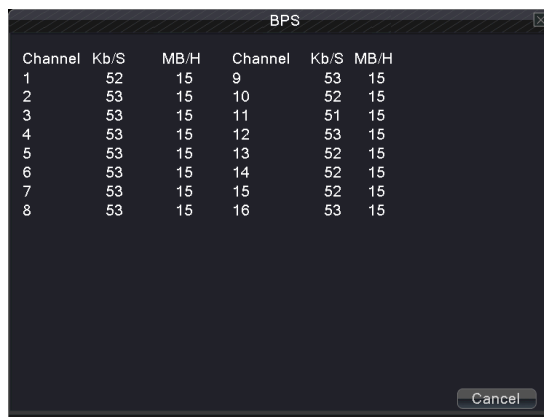 BPS
Channel Kb/S MB/H Channel Kb/S MB/H
1 52 15 9 53 15
2 53 15 10 52 15
3 53 15 11 51 15
4 53 15 12 53 15
5 53 15 13 52 15
6 53 15 14 52 15
7 53 15 15 52 15
8 53 15 16 53 15
Cancel